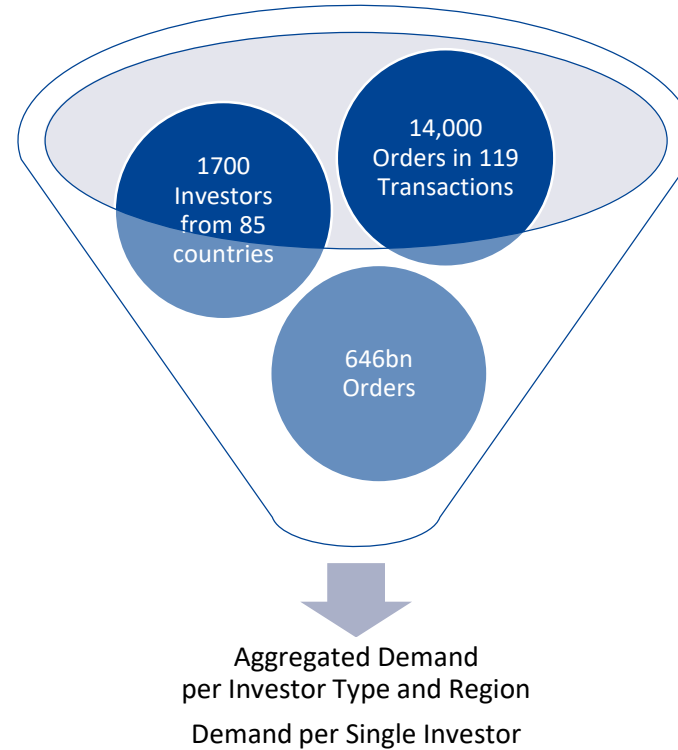 14,000
Orders in 119
Transactions
1700
Investors
from 85
countries
646bn
Orders
Aggregated Demand
per Investor Type and Region
Demand per Single Investor